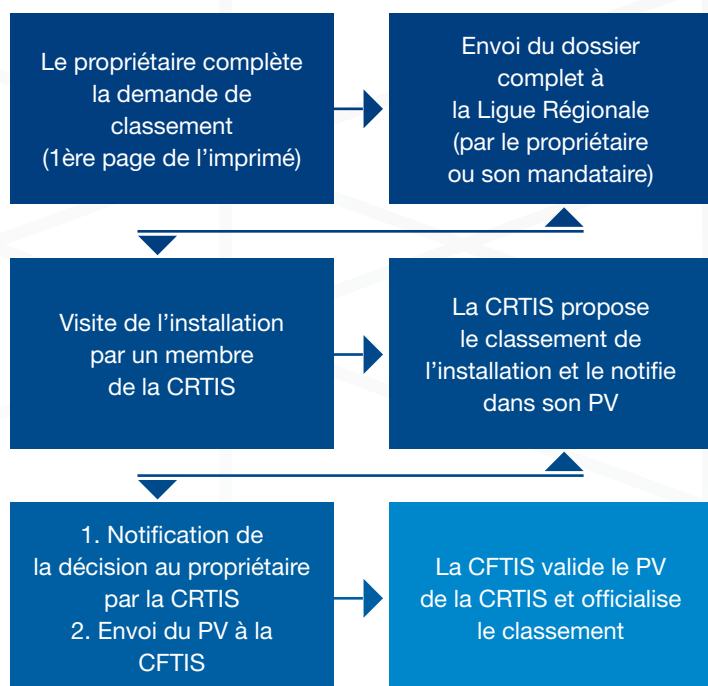 Le propriétaire complète
la demande de
classement
(1ère page de l'imprimé)
Envoi du dossier
complet à
la Ligue Régionale
(par le propriétaire
ou son mandataire)
Visite de l'installation
par un membre
de la CRTIS
La CRTIS propose
le classement de
l'installation et le notifie
dans son PV
1. Notification de
la décision au propriétaire
par la CRTIS
2. Envoi du PV à la
CFTIS
La CFTIS valide le PV
de la CRTIS et officialise
le classement